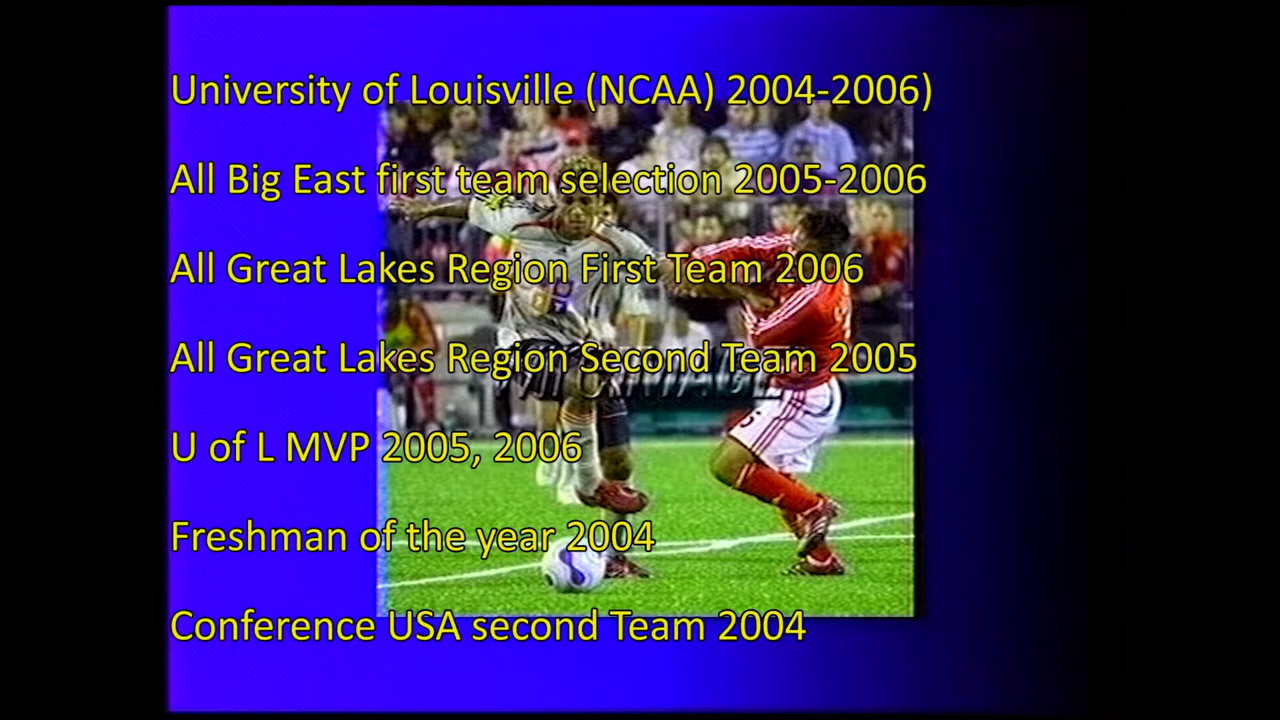 University of Louisville (NCAA) 2004-2006)
All Big East first team selection 2005-2006
All Great Lakes Region First Team 2006
All Great Lakes Region Second Team 2005
U of L MVP 2005, 2006
Freshman of the year 2004
Conference USA second Team 2004